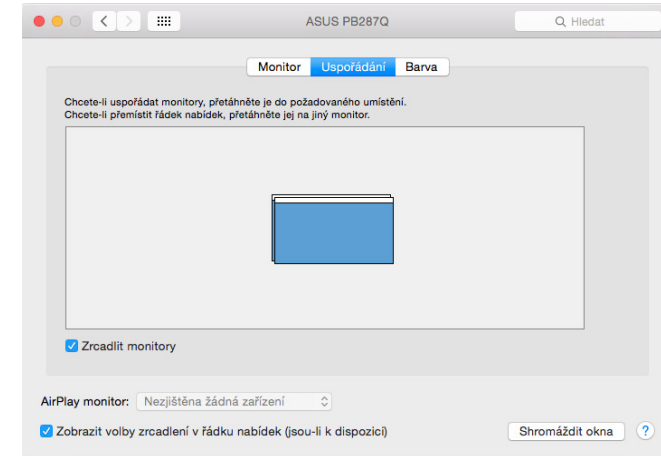 ASUS PB287Q
Hledat
Monitor Uspořádání Barva
Chcete-li uspořádat monitory, přetáhněte je do požadovaného umístění.
Chcete-li přemístit řádek nabídek, přetáhněte jej na jiný monitor.
Zrcadlit monitory
AirPlay monitor: Nezjištěna žádná zařízení
Zobrazit volby zrcadlení v řádku nabídek (jsou-li k dispozici) Shromáždit okna ?